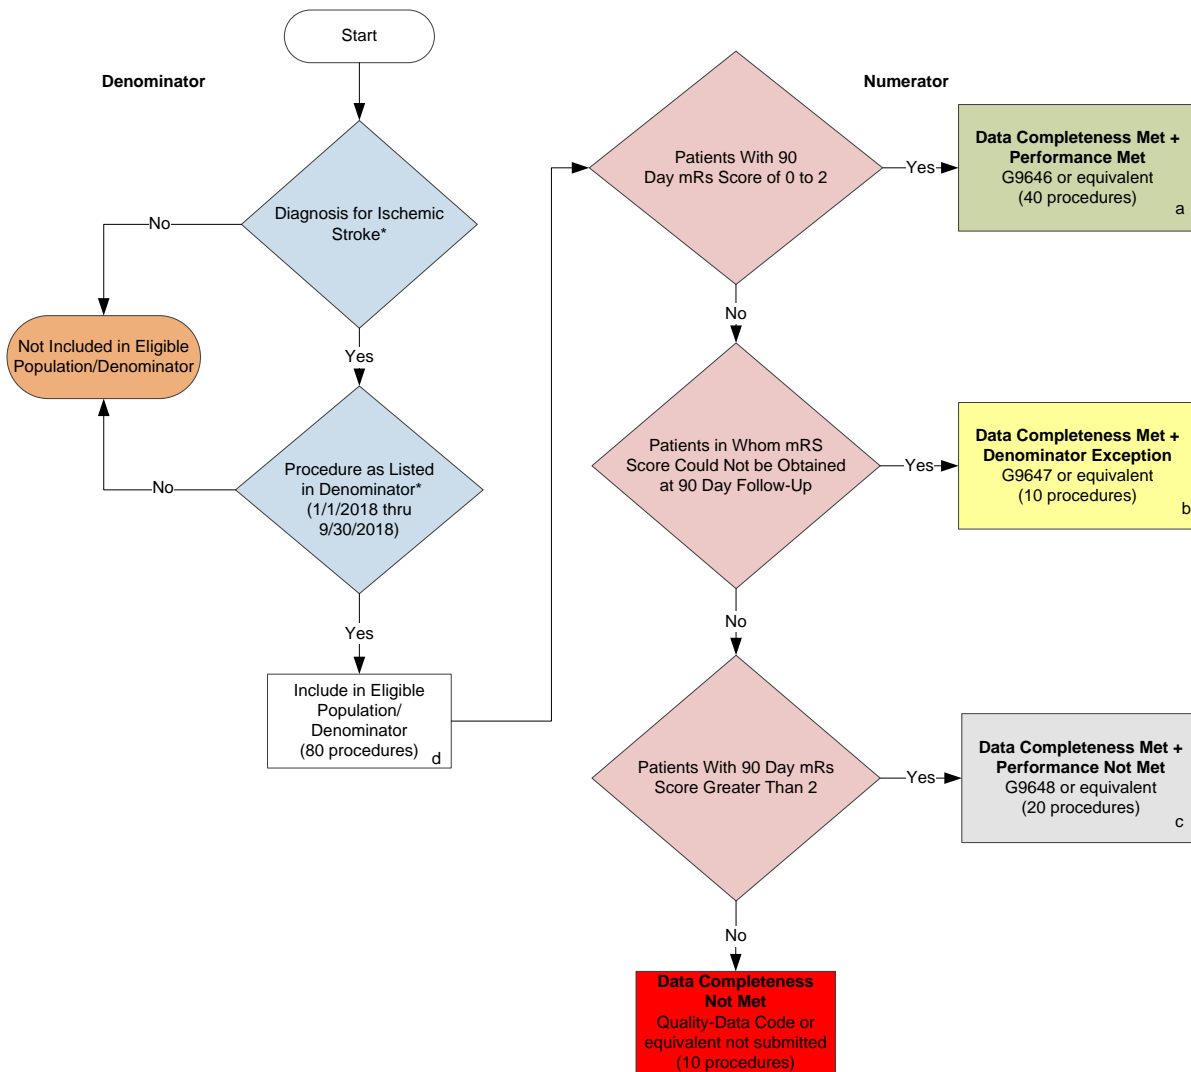 Start
Denominator
Diagnosis for Ischemic
Stroke*
No
Not Included in Eligible
Population/Denominator
Yes
Procedure as Listed
in Denominator*
(1/1/2018 thru
9/30/2018)
No
Yes
Include in Eligible
Population/
Denominator
(80 procedures)
d
Numerator
Patients With 90
Day mRs Score of 0 to 2
Yes
Data Completeness Met +
Performance Met
G9646 or equivalent
(40 procedures)
a
No
Patients in Whom mRS
Score Could Not be Obtained
at 90 Day Follow-Up
Yes
Data Completeness Met +
Denominator Exception
G9647 or equivalent
(10 procedures)
b
No
Patients With 90 Day mRs
Score Greater Than 2
Yes
Data Completeness Met +
Performance Not Met
G9648 or equivalent
(20 procedures)
c
No
Data Completeness
Not Met
Quality-Data Code or
equivalent not submitted
(10 procedures)